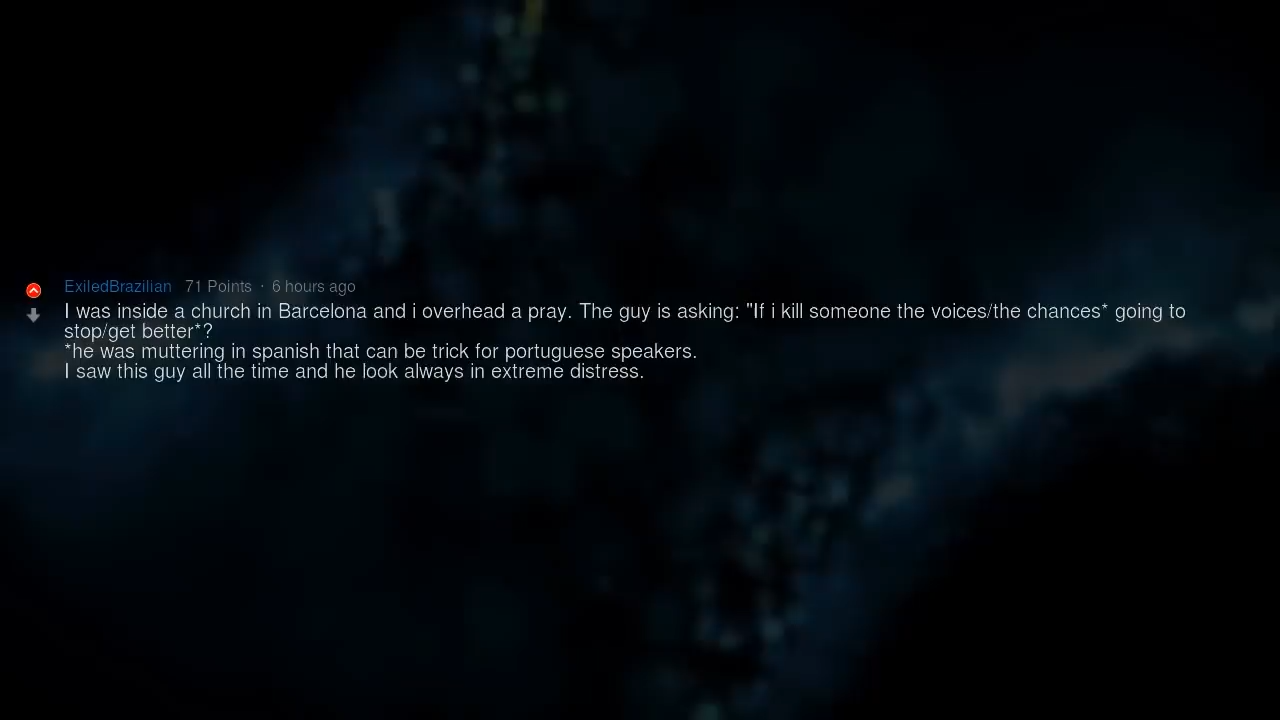 ExiledBrazilian 71 Points · 6 hours ago
I was inside a church in Barcelona and i overhead a pray. The guy is asking: "If i kill someone the voices/the chances* going to
stop/get better*?
*he was muttering in spanish that can be trick for portuguese speakers.
I saw this guy all the time and he look always in extreme distress.